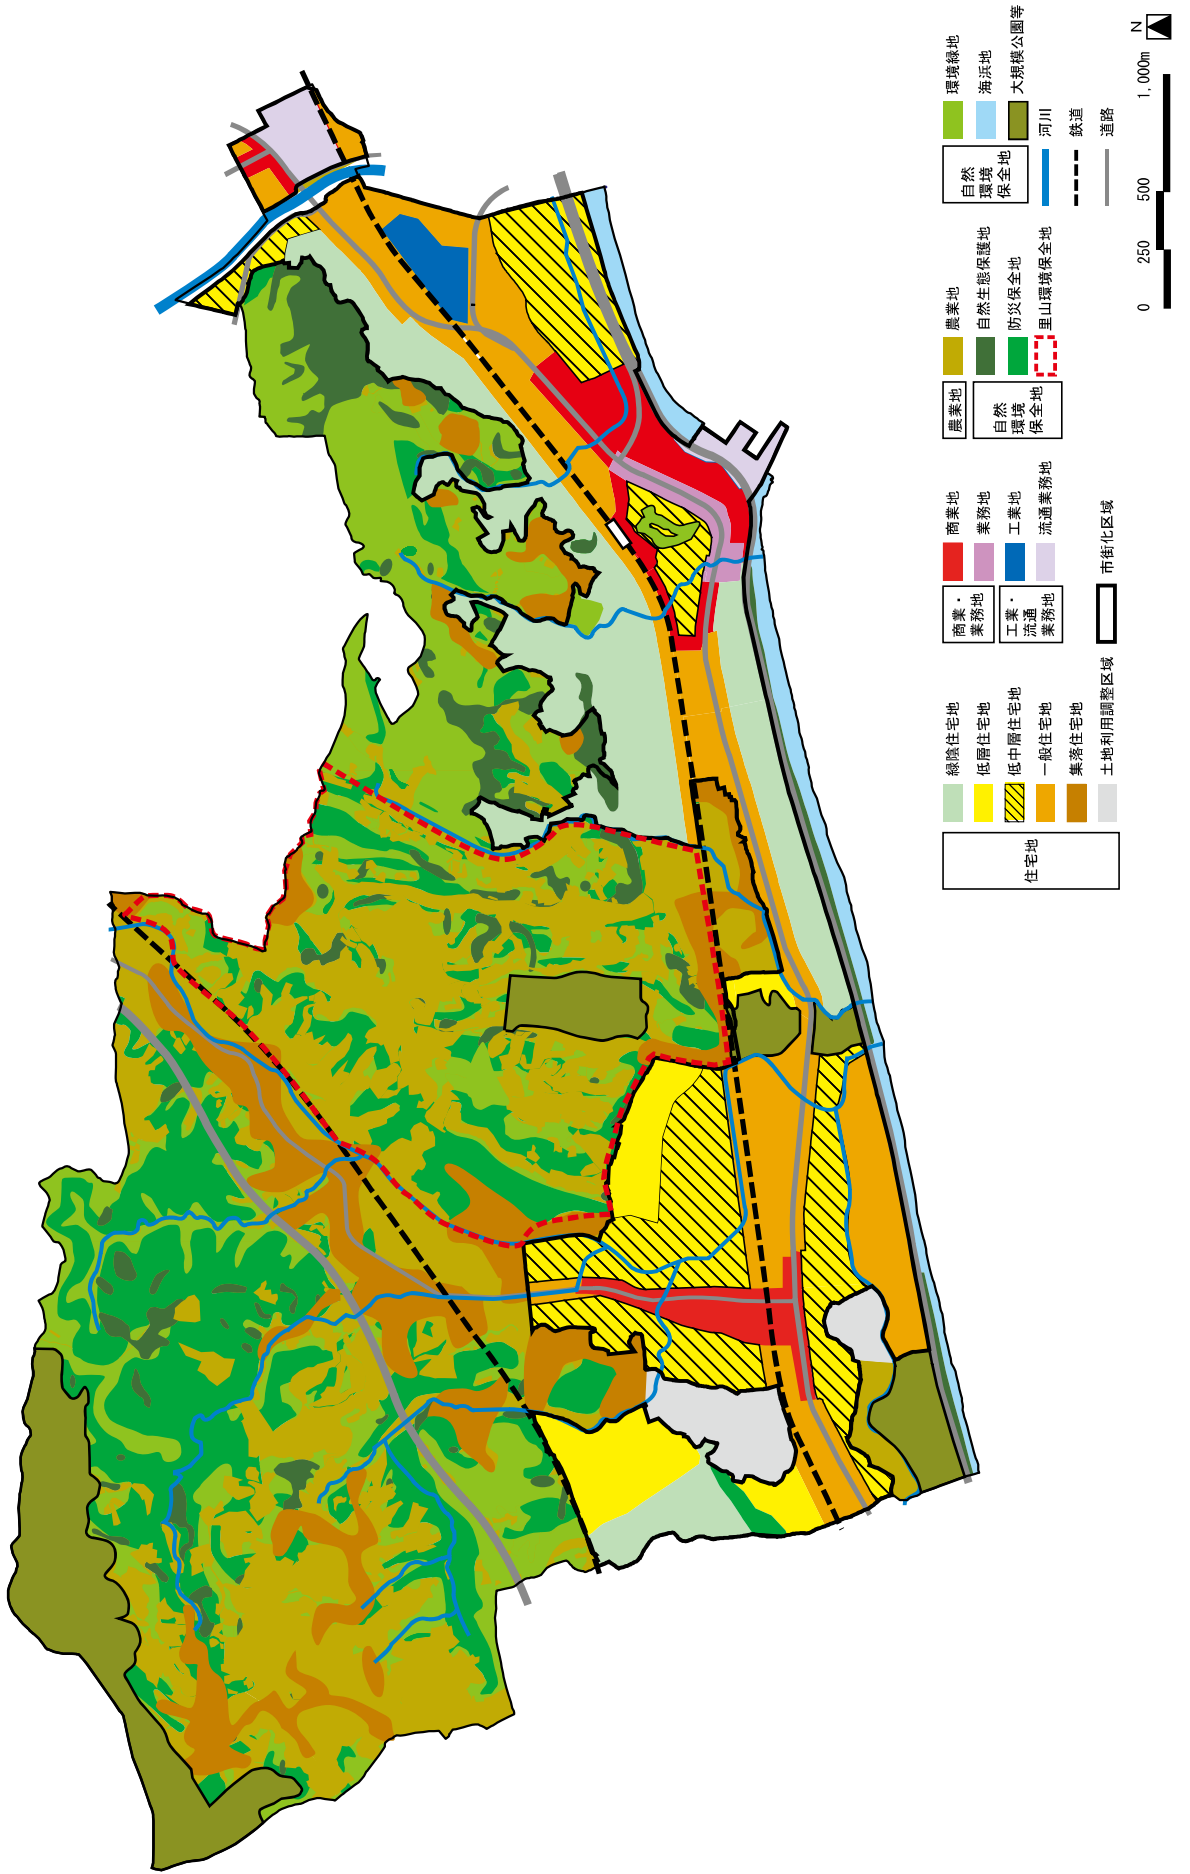 住宅地
緑陰住宅地
低層住宅地
低中層住宅地
一般住宅地
集落住宅地
土地利用調整区域
商業・
業務地
商業地
業務地
工業・
流通
業務地
工業地
流通業務地
市街化区域
農業地
農業地
自然
環境
保全地
自然生態保護地
防災保全地
里山環境保全地
自然
環境
保全地
環境緑地
海浜地
大規模公園等
河川
鉄道
道路
0 250 500 1,000m
N